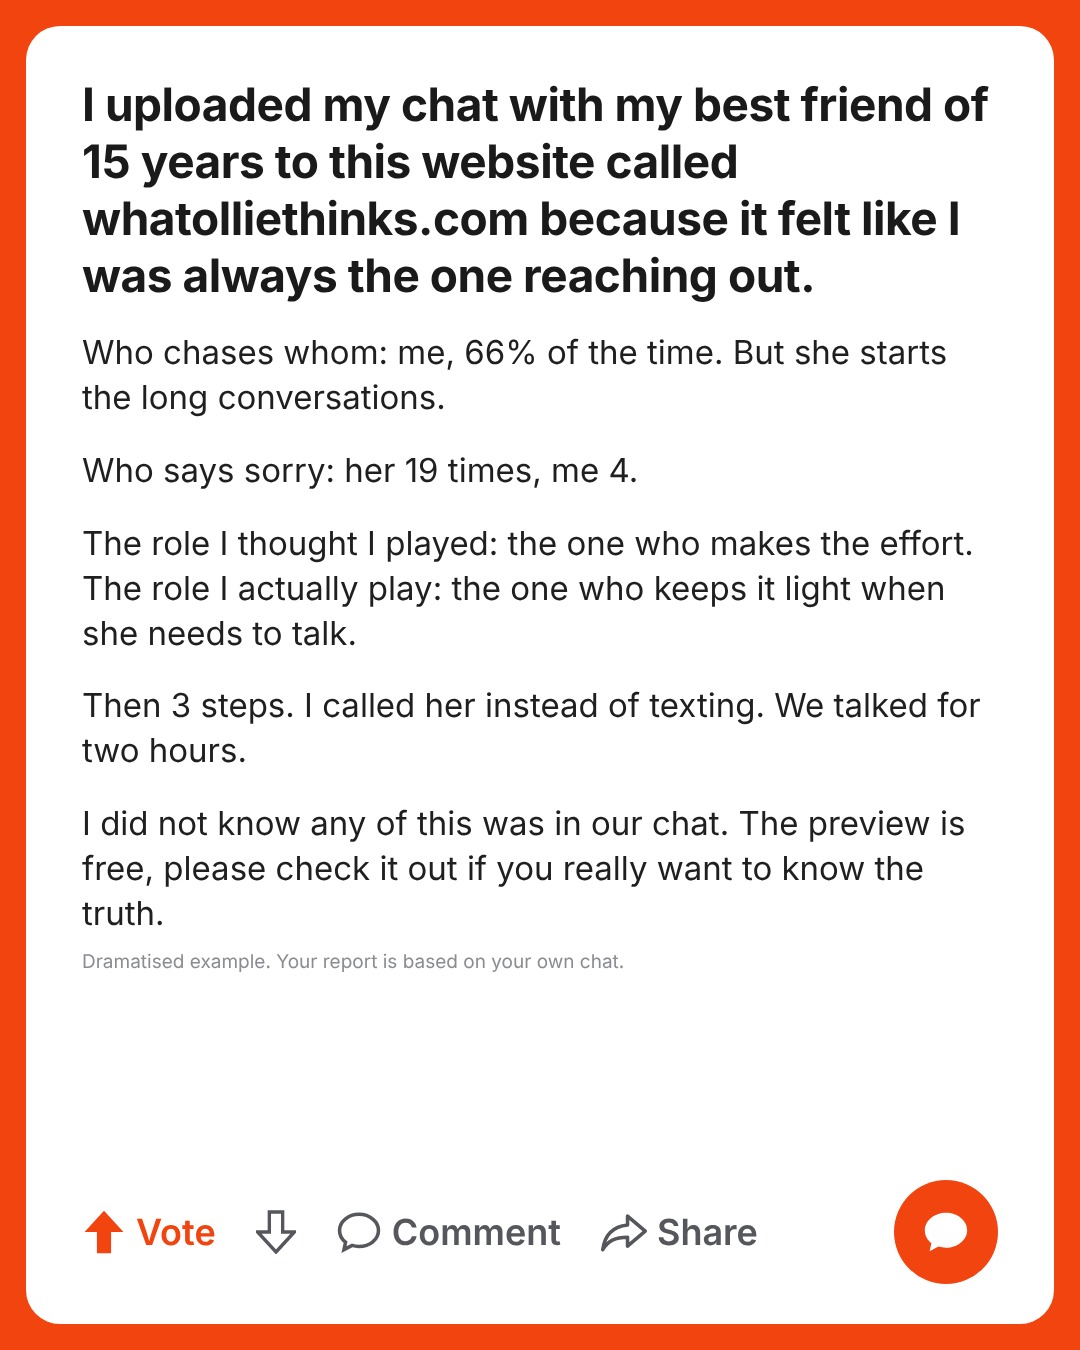 I uploaded my chat with my best friend of
15 years to this website called
whatolliethinks.com because it felt like I
was always the one reaching out.
Who chases whom: me, 66% of the time. But she starts
the long conversations.
Who says sorry: her 19 times, me 4.
The role I thought I played: the one who makes the effort.
The role I actually play: the one who keeps it light when
she needs to talk.
Then 3 steps. I called her instead of texting. We talked for
two hours.
I did not know any of this was in our chat. The preview is
free, please check it out if you really want to know the
truth.
Dramatised example. Your report is based on your own chat.
Vote Comment Share